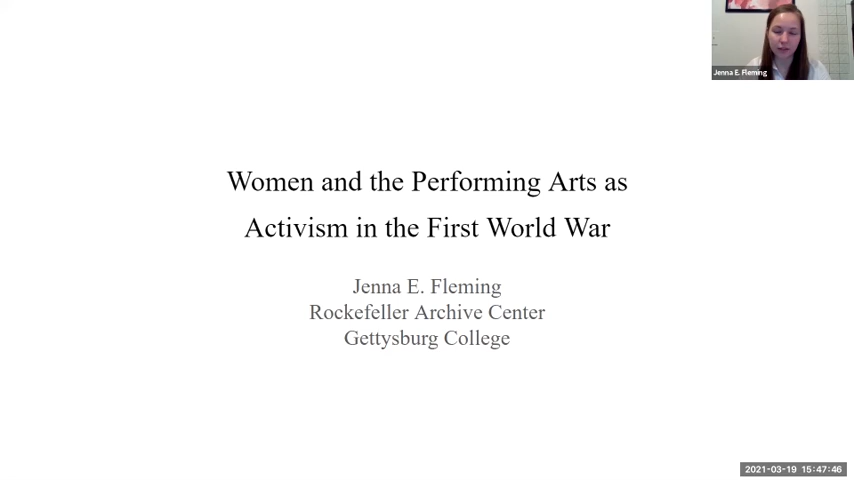 Jenna E. Fleming
Women and the Performing Arts as
Activism in the First World War
Jenna E. Fleming
Rockefeller Archive Center
Gettysburg College
2021-03-19 15:47:46